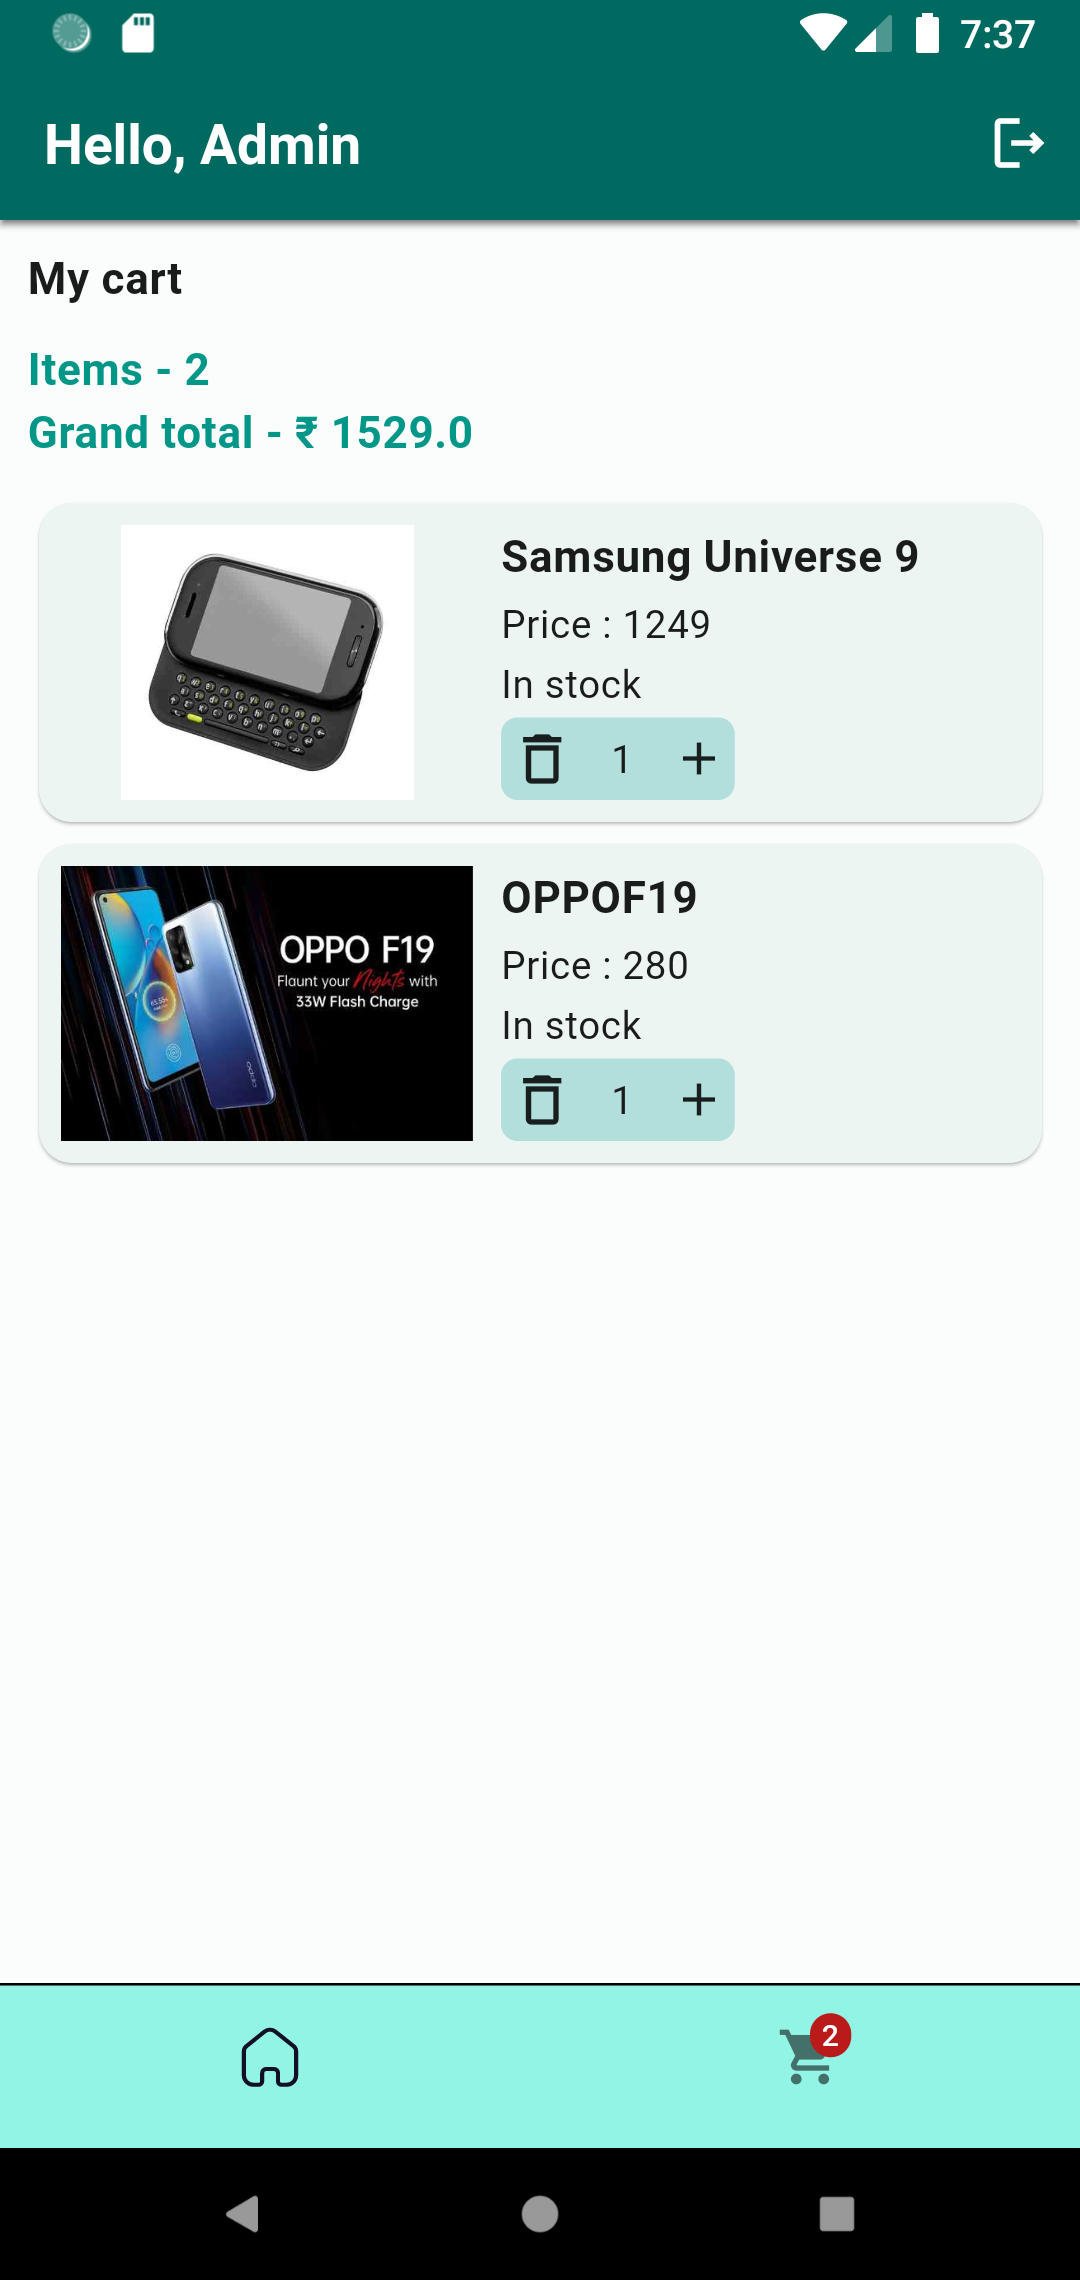 7:37
Hello, Admin
My cart
Items - 2
Grand total - ₹ 1529.0
Samsung Universe 9
Price : 1249
In stock
1
OPPO F19
Flaunt your Nights with
33W Flash Charge
OPPOF19
Price : 280
In stock
1
2